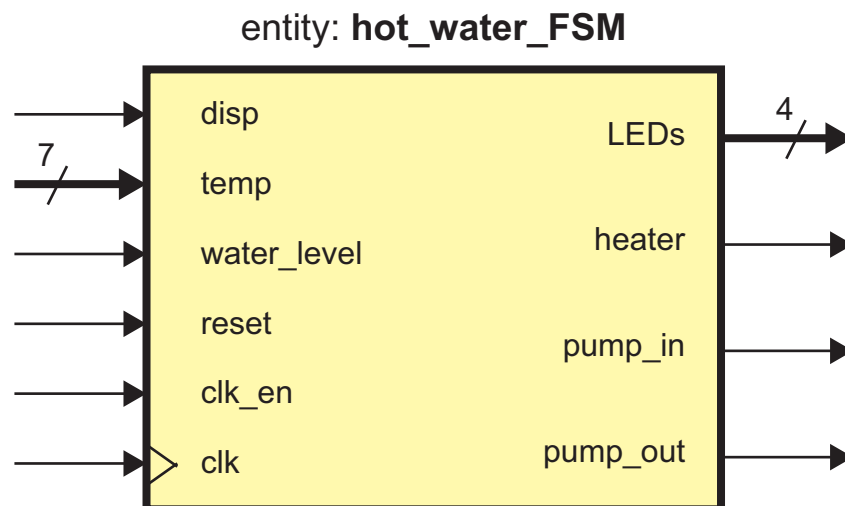 entity: hot_water_FSM
disp
7
temp
water_level
reset
clk_en
clk
4
LEDs
heater
pump_in
pump_out